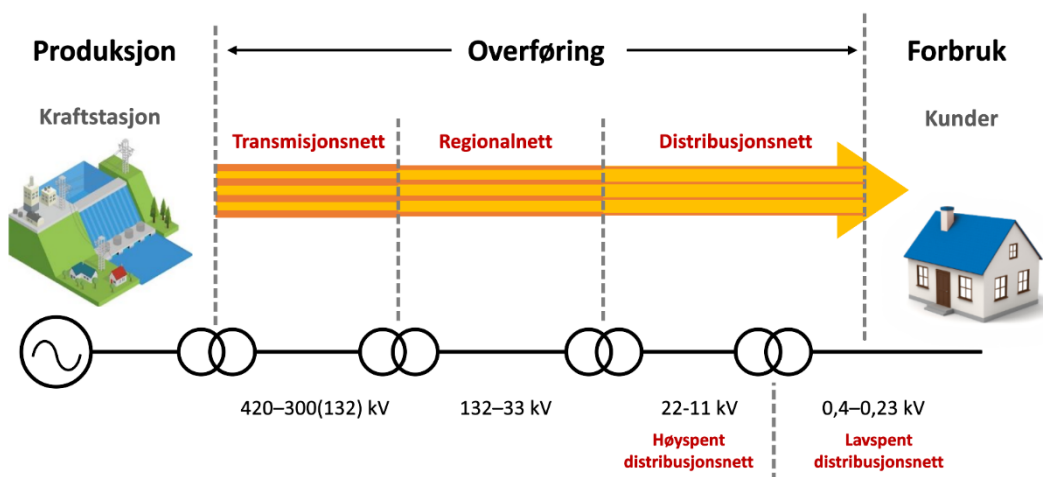 Produksjon
Overføring
Forbruk
Kraftstasjon
Kunder
Transmisjonsnett
Regionalnett
Distribusjonsnett
420–300(132) kV
132–33 kV
22-11 kV
0,4–0,23 kV
Høyspent
distribusjonsnett
Lavspent
distribusjonsnett